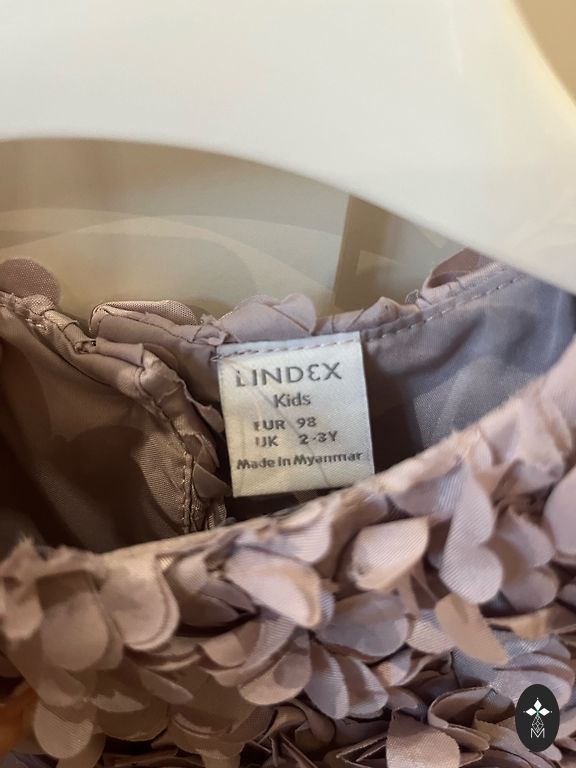 LINDEX
Kids
EUR 98
UK 2-3Y
Made in Myanmar
M